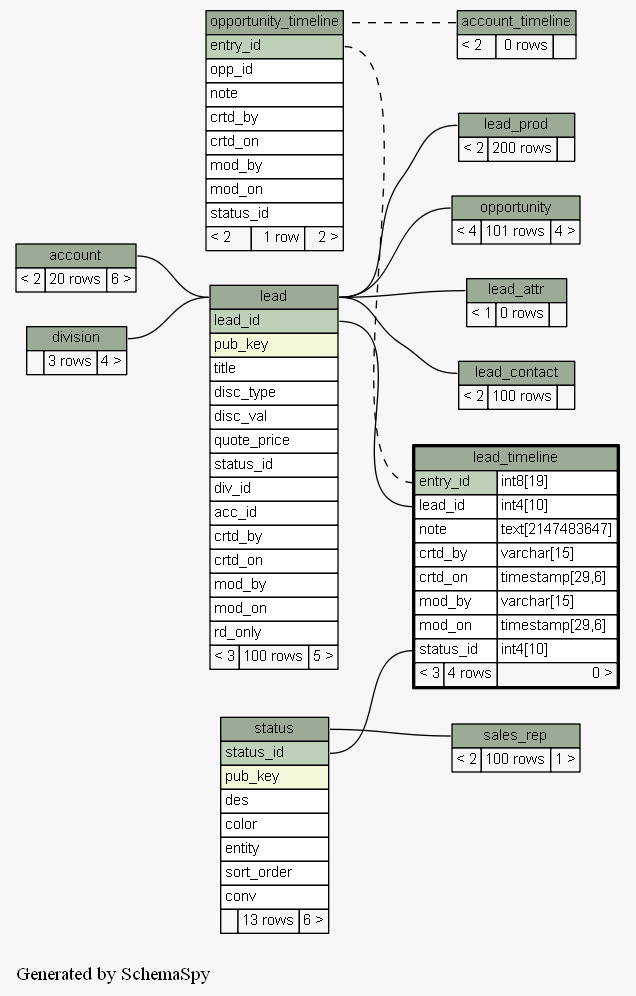 opportunity_timeline
entry_id
opp_id
note
crtd_by
crtd_on
mod_by
mod_on
status_id
< 2 1 row 2 >
account_timeline
< 2 0 rows
lead_prod
< 2 200 rows
opportunity
< 4 101 rows 4 >
account
< 2 20 rows 6 >
division
3 rows 4 >
lead
lead_id
pub_key
title
disc_type
disc_val
quote_price
status_id
div_id
acc_id
crtd_by
crtd_on
mod_by
mod_on
rd_only
< 3 100 rows 5 >
lead_attr
< 1 0 rows
lead_contact
< 2 100 rows
lead_timeline
entry_id int8[19]
lead_id int4[10]
note text[2147483647]
crtd_by varchar[15]
crtd_on timestamp[29,6]
mod_by varchar[15]
mod_on timestamp[29,6]
status_id int4[10]
< 3 4 rows 0 >
status
status_id
pub_key
des
color
entity
sort_order
conv
13 rows 6 >
sales_rep
< 2 100 rows 1 >
Generated by SchemaSpy